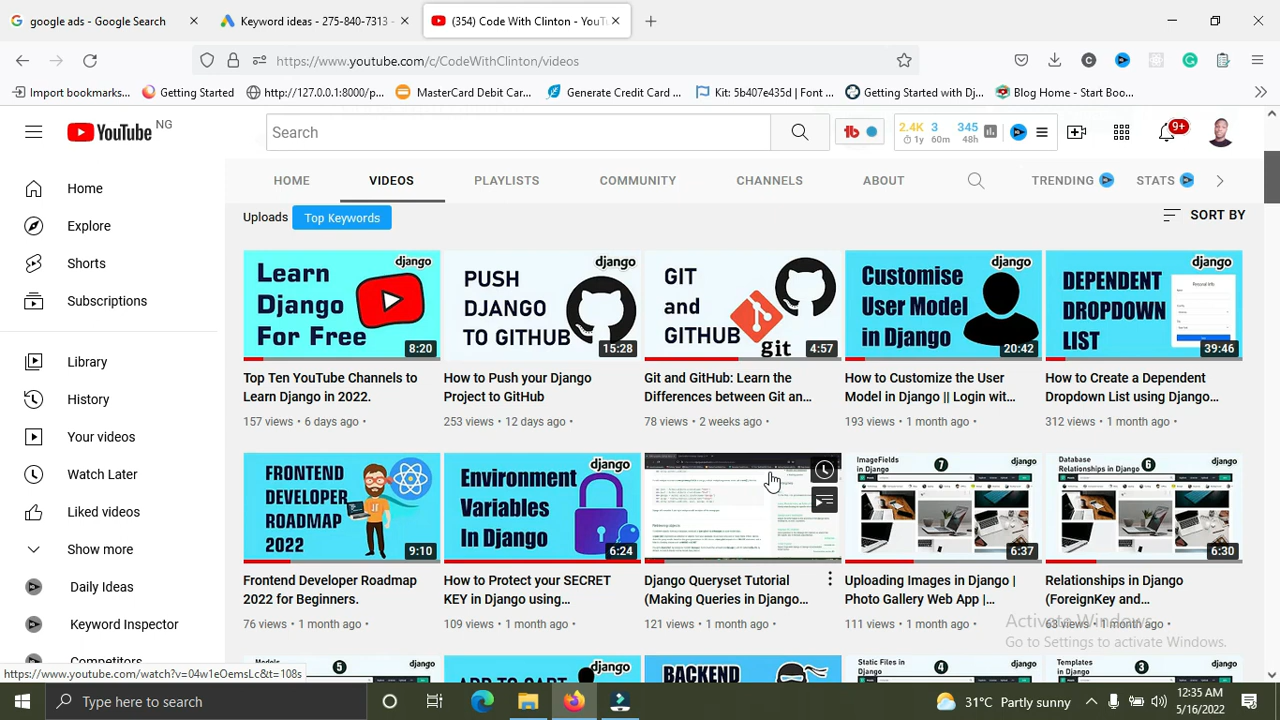 google ads - Google Search
Keyword ideas - 275-840-7313 -
(354) Code With Clinton - YouTu
https://www.youtube.com/c/CodeWithClinton/videos
Import bookmarks...
Getting Started
http://127.0.0.1:8000/p...
MasterCard Debit Car...
Generate Credit Card ...
Kit: 5b407e435d | Font ...
Getting Started with Dj...
Blog Home - Start Boo...
YouTube NG
Search
2.4K 3 345
1y 60m 48h
9+
Home
Explore
Shorts
Subscriptions
Library
History
Your videos
Watch Later
Liked videos
Show more
Daily Ideas
Keyword Inspector
Competitors
HOME VIDEOS PLAYLISTS COMMUNITY CHANNELS ABOUT TRENDING STATS
Uploads Top Keywords
SORT BY
django
Learn
Django
For Free
8:20
Top Ten YouTube Channels to
Learn Django in 2022.
157 views • 6 days ago •
django
PUSH
DJANGO
TO GITHUB
15:28
How to Push your Django
Project to GitHub
253 views • 12 days ago •
GIT
and
GITHUB
git
4:57
Git and GitHub: Learn the
Differences between Git an...
78 views • 2 weeks ago •
django
Customise
User Model
in Django
20:42
How to Customize the User
Model in Django || Login wit...
193 views • 1 month ago •
django
DEPENDENT
DROPDOWN
LIST
39:46
How to Create a Dependent
Dropdown List using Django...
312 views • 1 month ago •
FRONTEND
DEVELOPER
ROADMAP
2022
9:10
Frontend Developer Roadmap
2022 for Beginners.
76 views • 1 month ago •
django
Environment
Variables
In Django
6:24
How to Protect your SECRET
KEY in Django using...
109 views • 1 month ago •
Django Queryset Tutorial
(Making Queries in Django...
121 views • 1 month ago •
ImageFields
in Django
7
django
6:37
Uploading Images in Django |
Photo Gallery Web App |...
111 views • 1 month ago •
Database
Relationships in Django
6
django
6:30
Relationships in Django
(ForeignKey and...
63 views • 1 month ago •
Models
5
django
django
ADD TO CART
BACKEND
Static Files in
Django
4
django
Templates in
Django
3
django
Activate Windows
Go to Settings to activate Windows.
https://www.youtube.com/watch?v=04w1eOemsLc&t=108s
Type here to search
31°C Partly sunny
12:35 AM
5/16/2022